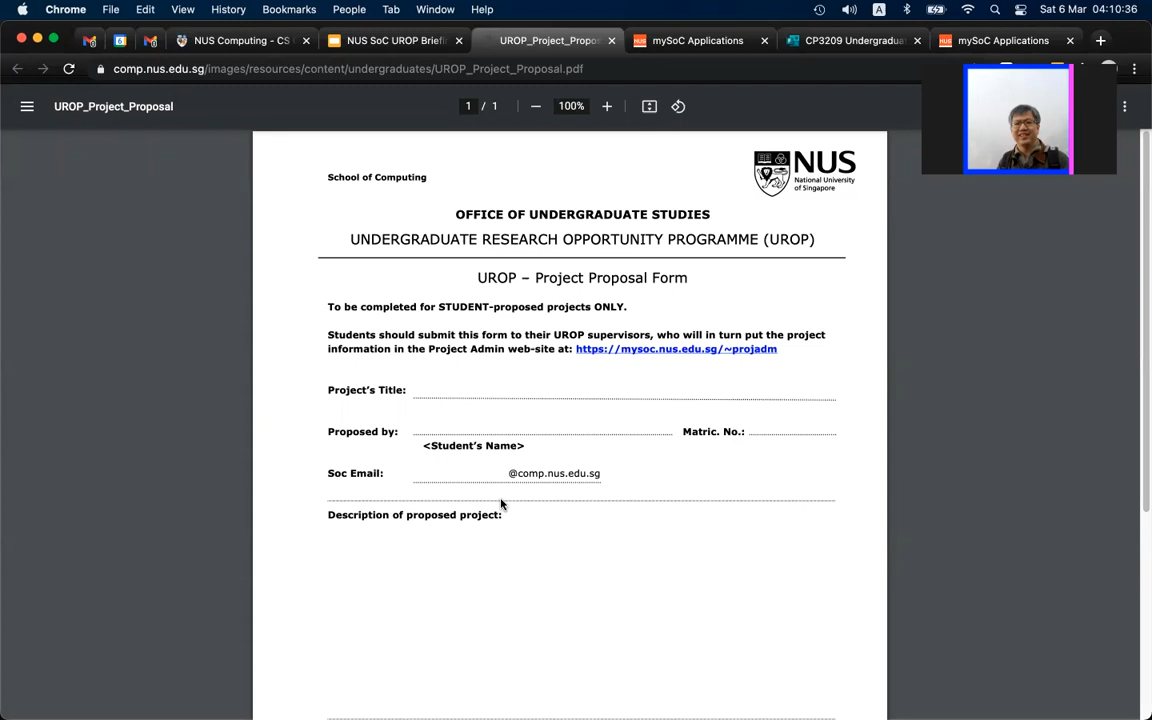 Chrome File Edit View History Bookmarks People Tab Window Help A Sat 6 Mar 04:10:36
NUS Computing - CS NUS SoC UROP Briefi UROP_Project_Propos mySoC Applications CP3209 Undergradua mySoC Applications
comp.nus.edu.sg/images/resources/content/undergraduates/UROP_Project_Proposal.pdf
UROP_Project_Proposal 1 / 1 100%
School of Computing
NUS
National University
of Singapore
OFFICE OF UNDERGRADUATE STUDIES
UNDERGRADUATE RESEARCH OPPORTUNITY PROGRAMME (UROP)
UROP – Project Proposal Form
To be completed for STUDENT-proposed projects ONLY.
Students should submit this form to their UROP supervisors, who will in turn put the project
information in the Project Admin web-site at: https://mysoc.nus.edu.sg/~projadm
Project's Title:
Proposed by: Matric. No.:
<Student's Name>
Soc Email: @comp.nus.edu.sg
Description of proposed project: